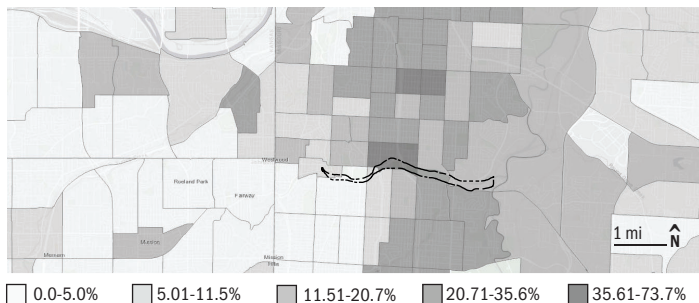 Westwood
Roeland Park
Fairway
Mission
Merriam
Mission
Hills
1 mi
N
0.0-5.0%
5.01-11.5%
11.51-20.7%
20.71-35.6%
35.61-73.7%